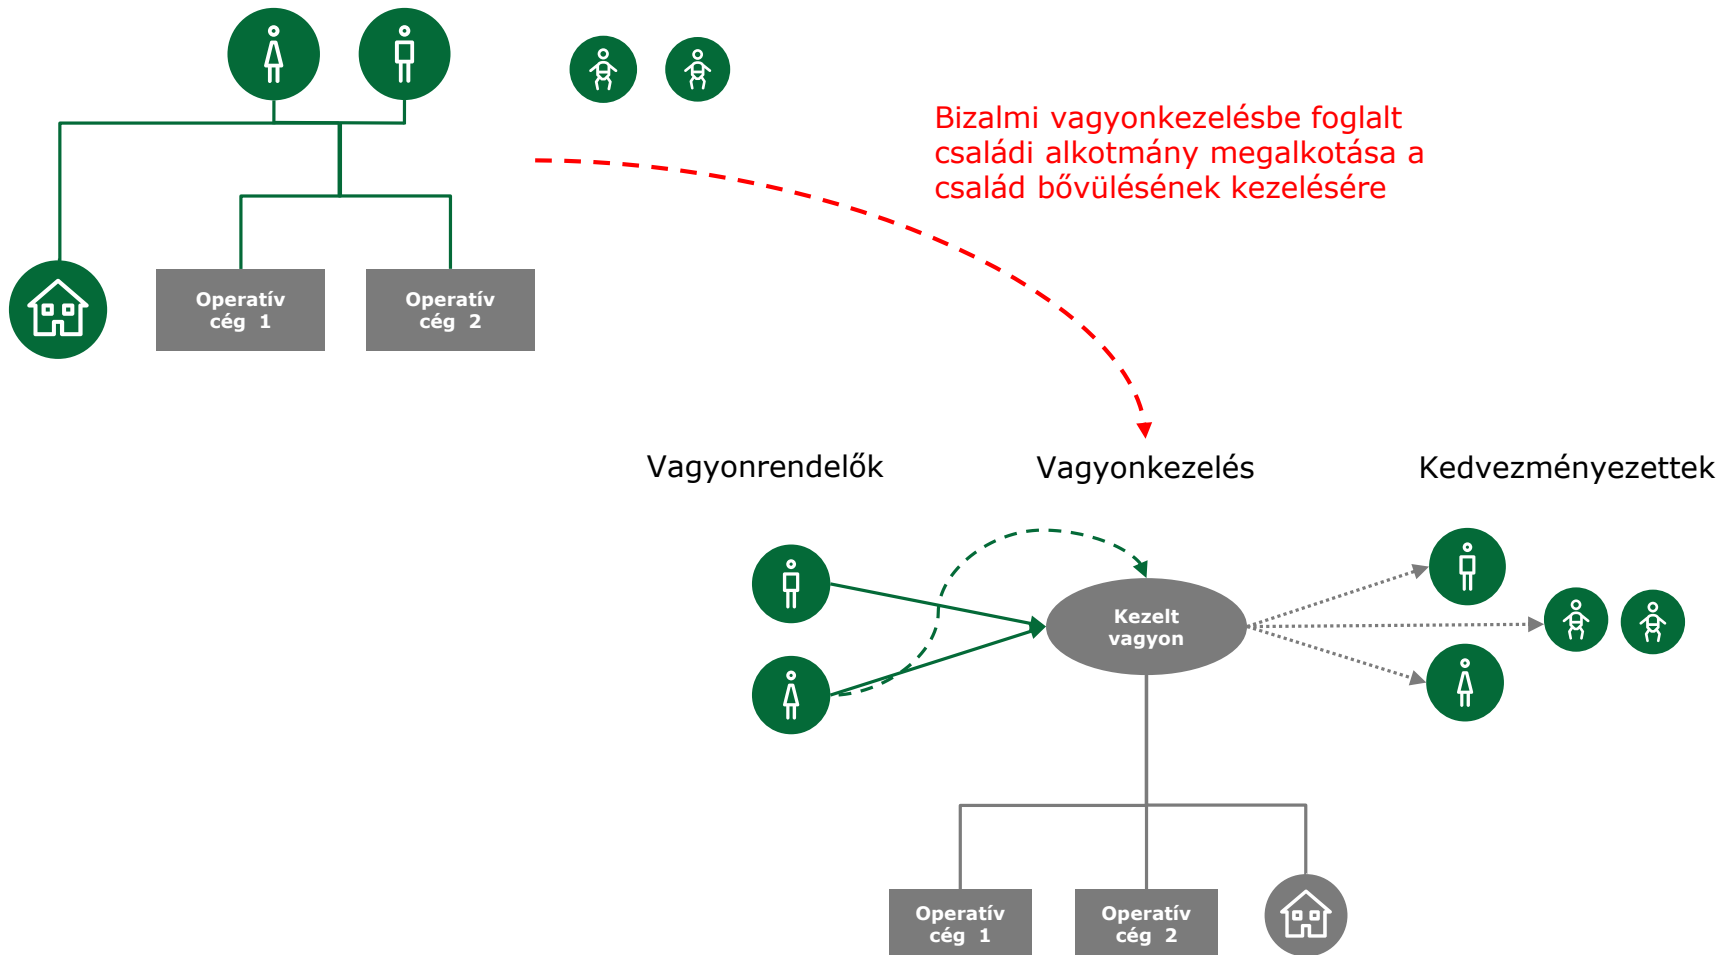 Bizalmi vagyonkezelésbe foglalt
családi alkotmány megalkotása a
család bővülésének kezelésére
Operatív
cég 1
Operatív
cég 2
Vagyonrendelők
Vagyonkezelés
Kedvezményezettek
Kezelt
vagyon
Operatív
cég 1
Operatív
cég 2